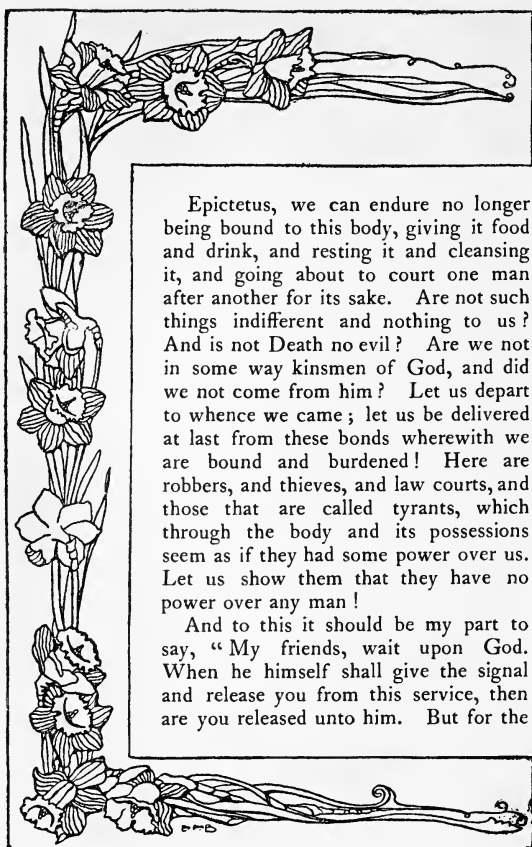 Epictetus, we can endure no longer
being bound to this body, giving it food
and drink, and resting it and cleansing
it, and going about to court one man
after another for its sake. Are not such
things indifferent and nothing to us?
And is not Death no evil? Are we not
in some way kinsmen of God, and did
we not come from him? Let us depart
to whence we came; let us be delivered
at last from these bonds wherewith we
are bound and burdened! Here are
robbers, and thieves, and law courts, and
those that are called tyrants, which
through the body and its possessions
seem as if they had some power over us.
Let us show them that they have no
power over any man!
And to this it should be my part to
say, “My friends, wait upon God.
When he himself shall give the signal
and release you from this service, then
are you released unto him. But for the